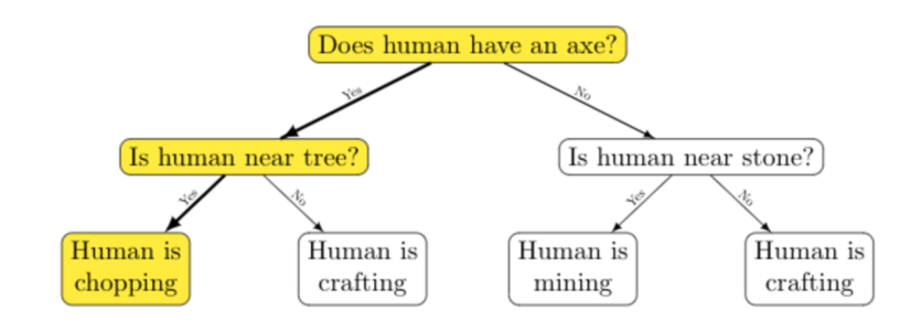 Does human have an axe?
Yes
No
Is human near tree?
Is human near stone?
Yes
No
Yes
No
Human is
chopping
Human is
crafting
Human is
mining
Human is
crafting